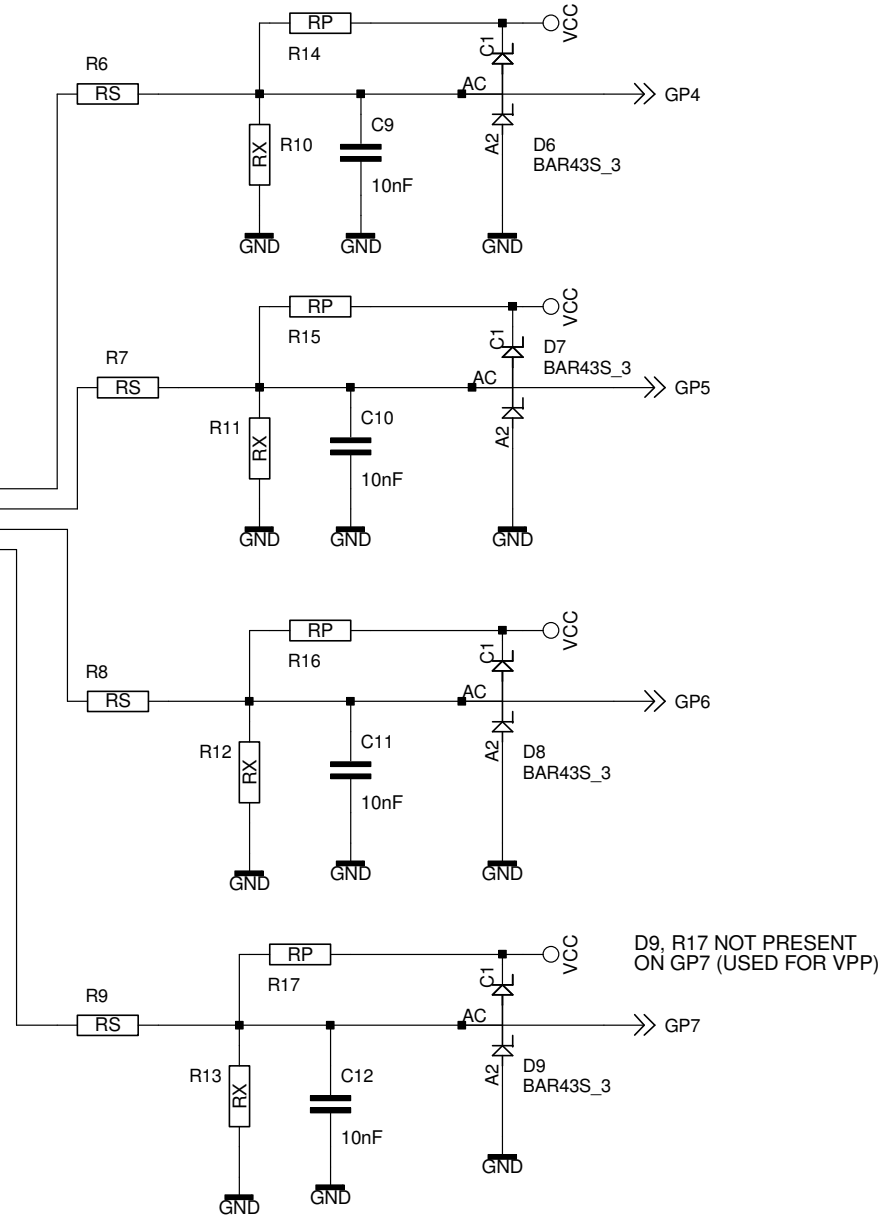 RP
R14
C1
VCC
R6
RS
AC
GP4
RX
R10
C9
10nF
A2
D6
BAR43S_3
GND
GND
GND
RP
R15
C1
VCC
D7
BAR43S_3
R7
RS
AC
GP5
R11
RX
C10
10nF
A2
GND
GND
GND
RP
R16
C1
VCC
R8
RS
AC
GP6
R12
RX
C11
10nF
A2
D8
BAR43S_3
GND
GND
GND
RP
R17
C1
VCC
D9, R17 NOT PRESENT
ON GP7 (USED FOR VPP)
R9
RS
AC
GP7
R13
RX
C12
10nF
A2
D9
BAR43S_3
GND
GND
GND